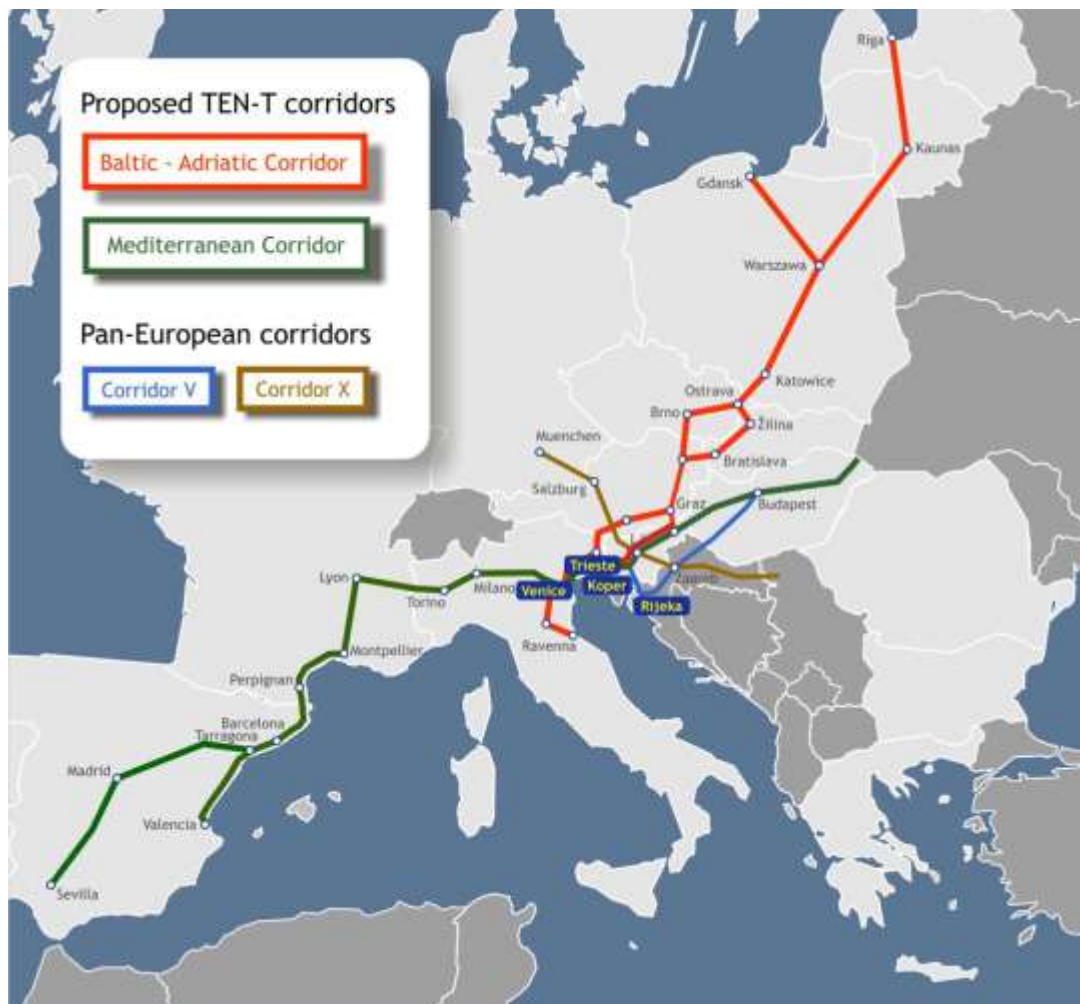 Riga
Proposed TEN-T corridors
Baltic - Adriatic Corridor
Kaunas
Gdansk
Mediterranean Corridor
Warszawa
Pan-European corridors
Corridor V
Corridor X
Katowice
Ostrava
Brno
Žilina
Muenchen
Bratislava
Salzburg
Graz
Budapest
Trieste
Lyon
Zagreb
Torino
Milano
Venice
Koper
Rijeka
Ravenna
Montpellier
Perpignan
Barcelona
Tarragona
Madrid
Valencia
Sevilla